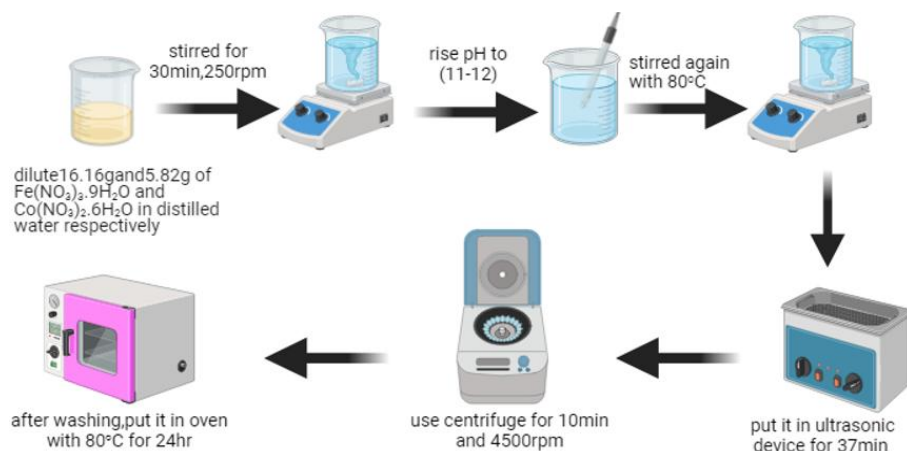 stirred for
30min,250rpm
rise pH to
(11-12)
stirred again
with 80°C
dilute16.16gand5.82g of
Fe(NO₃)₃.9H₂O and
Co(NO₃)₂.6H₂O in distilled
water respectively
after washing,put it in oven
with 80°C for 24hr
use centrifuge for 10min
and 4500rpm
put it in ultrasonic
device for 37min